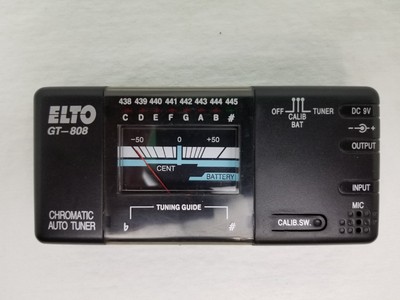 ELTO
GT-808
438 439 440 441 442 443 444 445
C D E F G A B #
-50 0 +50
CENT
BATTERY
TUNING GUIDE
♭ #
CHROMATIC
AUTO TUNER
OFF TUNER
CALIB
BAT
DC 9V
OUTPUT
INPUT
MIC
CALIB.SW.